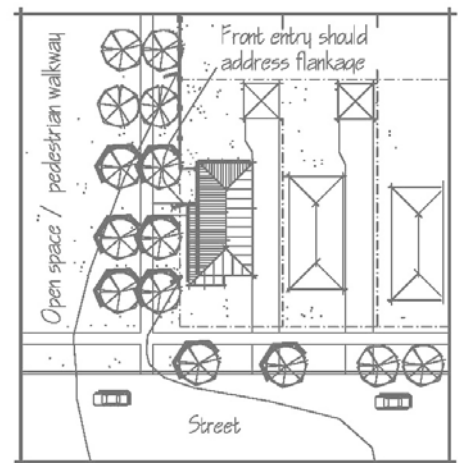 Front entry should
address flankage
Open space / pedestrian walkway
Street